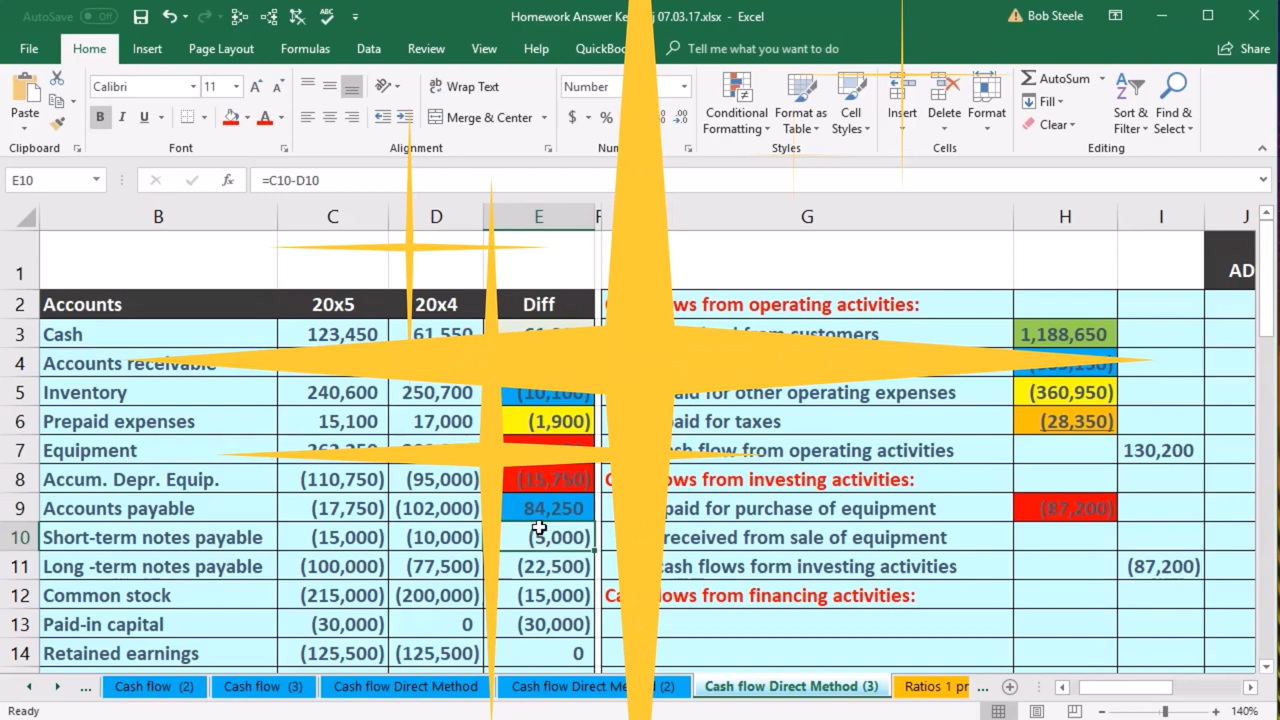 AutoSave Off
Homework Answer Ke j 07.03.17.xlsx - Excel
Bob Steele
File Home Insert Page Layout Formulas Data Review View Help QuickBo Tell me what you want to do Share
Paste
Calibri 11
B I U
Wrap Text
Merge & Center
Number
$ %
Conditional Formatting
Format as Table
Cell Styles
Insert
Delete
Format
AutoSum
Fill
Clear
Sort & Filter
Find & Select
Clipboard Font Alignment Num Styles Cells Editing
E10 fx =C10-D10
B C D E F G H I J
1 AD
2 Accounts 20x5 20x4 Diff ows from operating activities:
3 Cash 123,450 61,550 from customers 1,188,650
4 Accounts receivable
5 Inventory 240,600 250,700 (10,100) aid for other operating expenses (360,950)
6 Prepaid expenses 15,100 17,000 (1,900) aid for taxes (28,350)
7 Equipment sh flow from operating activities 130,200
8 Accum. Depr. Equip. (110,750) (95,000) (15,750) ows from investing activities:
9 Accounts payable (17,750) (102,000) 84,250 paid for purchase of equipment (87,200)
10 Short-term notes payable (15,000) (10,000) (5,000) received from sale of equipment
11 Long -term notes payable (100,000) (77,500) (22,500) cash flows form investing activities (87,200)
12 Common stock (215,000) (200,000) (15,000) Ca ows from financing activities:
13 Paid-in capital (30,000) 0 (30,000)
14 Retained earnings (125,500) (125,500) 0
... Cash flow (2) Cash flow (3) Cash flow Direct Method Cash flow Direct Me d (2) Cash flow Direct Method (3) Ratios 1 pr ...
Ready 140%